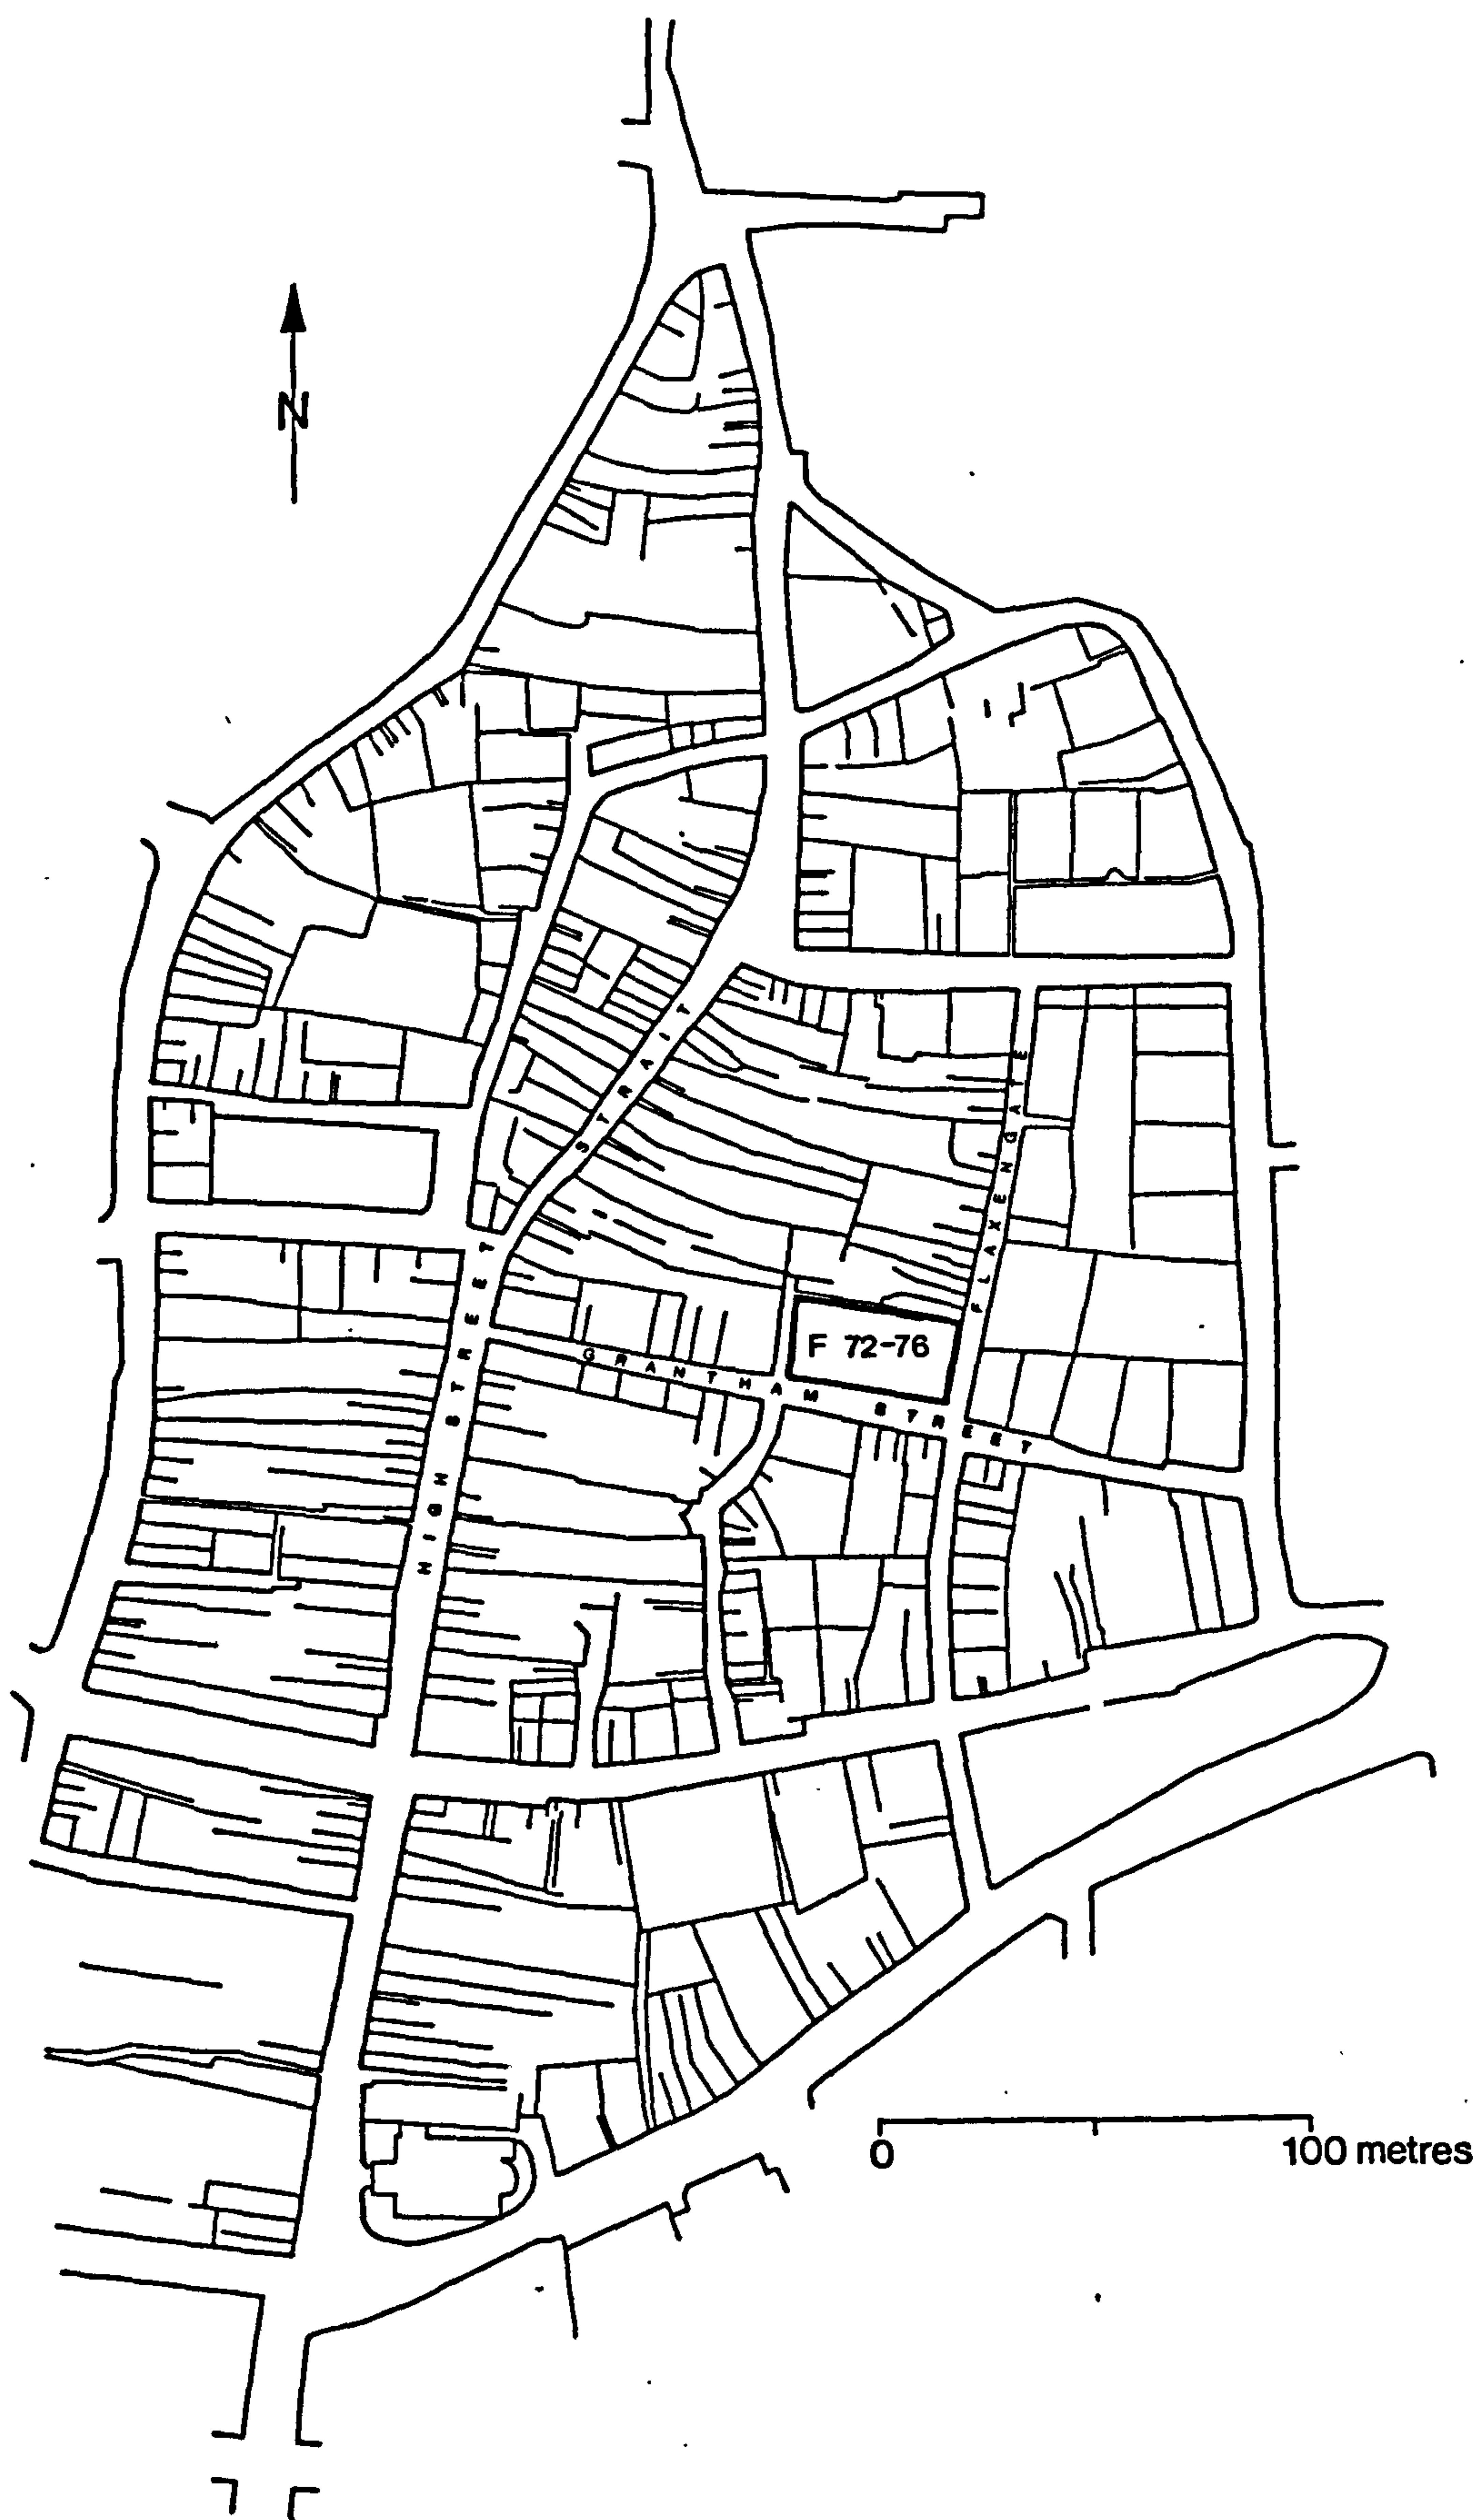 N
STRAIT
FLAXENGATE
F 72-76
GRANTHAM STREET
HIGH STREET
0 100 metres